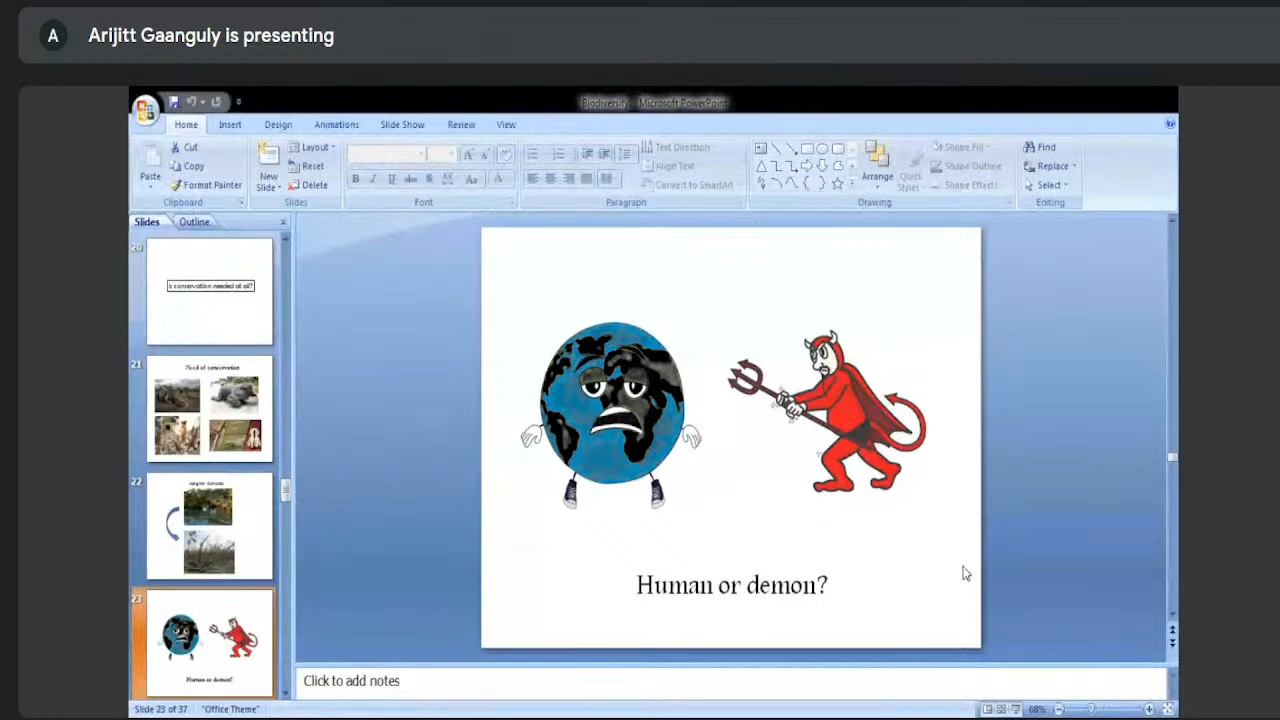 A Arijitt Gaanguly is presenting
Biodiversity - Microsoft PowerPoint
Home Insert Design Animations Slide Show Review View
Paste
Cut
Copy
Format Painter
Clipboard
New Slide
Layout
Reset
Delete
Slides
B I U abc S AV Aa A
Font
Text Direction
Align Text
Convert to SmartArt
Paragraph
Arrange
Quick Styles
Shape Fill
Shape Outline
Shape Effects
Drawing
Find
Replace
Select
Editing
Slides Outline
20
Is conservation needed at all?
21
Need of conservation
22
23
Human or demon?
Human or demon?
Click to add notes
Slide 23 of 37 "Office Theme" 68%